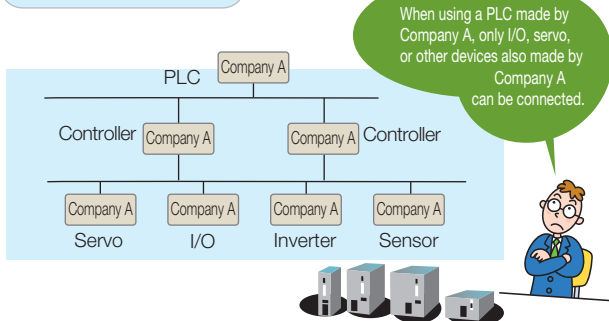 When using a PLC made by
Company A, only I/O, servo,
or other devices also made by
Company A
can be connected.
PLC
Company A
Controller
Company A
Company A
Controller
Company A
Company A
Company A
Company A
Servo
I/O
Inverter
Sensor